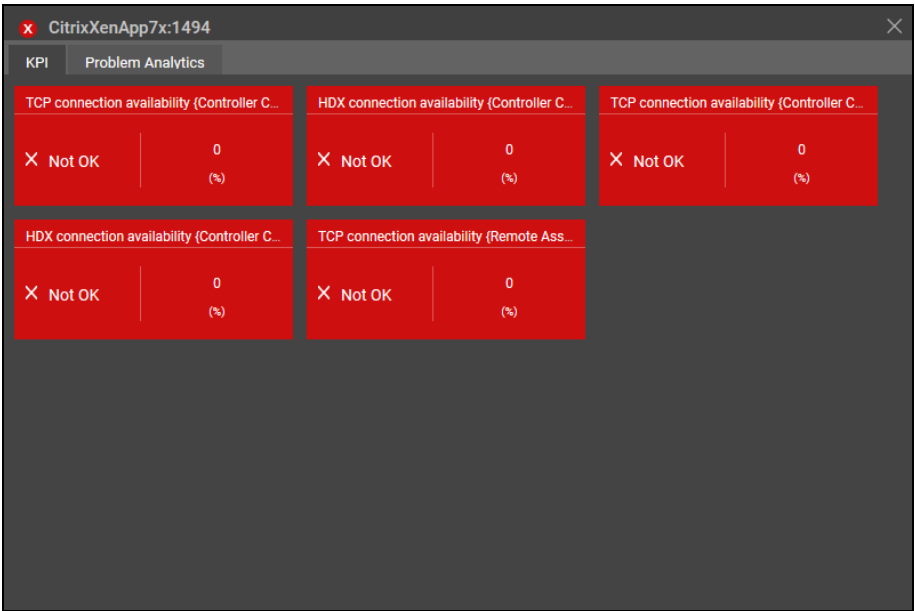 CitrixXenApp7x:1494
KPI
Problem Analytics
TCP connection availability {Controller C...
Not OK
0
(%)
HDX connection availability {Controller C...
Not OK
0
(%)
TCP connection availability {Controller C...
Not OK
0
(%)
HDX connection availability {Controller C...
Not OK
0
(%)
TCP connection availability {Remote Ass...
Not OK
0
(%)